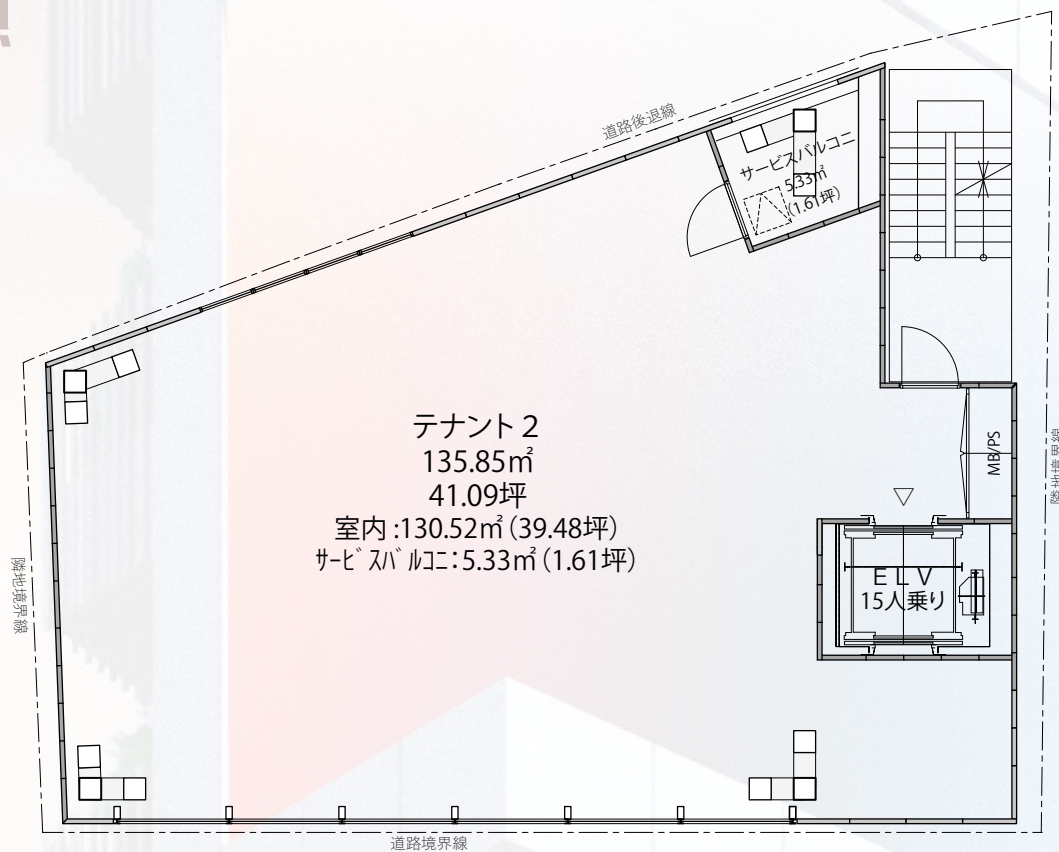 道路後退線
サービスバルコニー
5.33㎡
(1.61坪)
テナント 2
135.85㎡
41.09坪
室内:130.52㎡(39.48坪)
ｻｰﾋﾞｽﾊﾞﾙｺﾆ:5.33㎡(1.61坪)
MB/PS
隣地境界線
ELV
15人乗り
隣地境界線
道路境界線